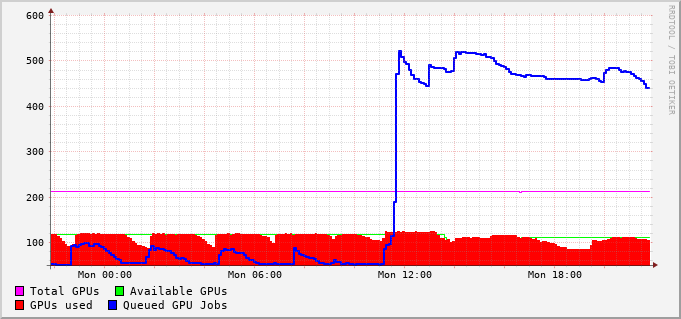 600
500
400
300
200
100
Mon 00:00 Mon 06:00 Mon 12:00 Mon 18:00
Total GPUs Available GPUs
GPUs used Queued GPU Jobs
RRDTOOL / TOBI OETIKER